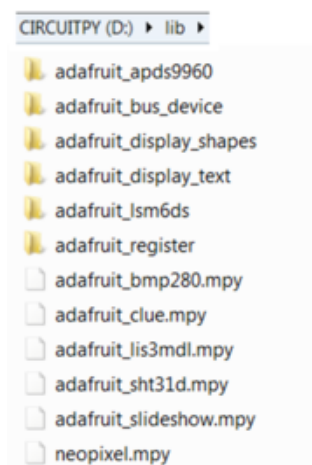 CIRCUITPY (D:) ▸ lib ▸
adafruit_apds9960
adafruit_bus_device
adafruit_display_shapes
adafruit_display_text
adafruit_lsm6ds
adafruit_register
adafruit_bmp280.mpy
adafruit_clue.mpy
adafruit_lis3mdl.mpy
adafruit_sht31d.mpy
adafruit_slideshow.mpy
neopixel.mpy